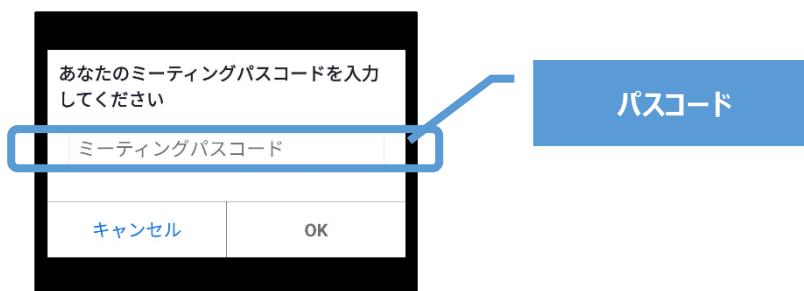 あなたのミーティングパスコードを入力
してください
ミーティングパスコード
キャンセル
OK
パスコード